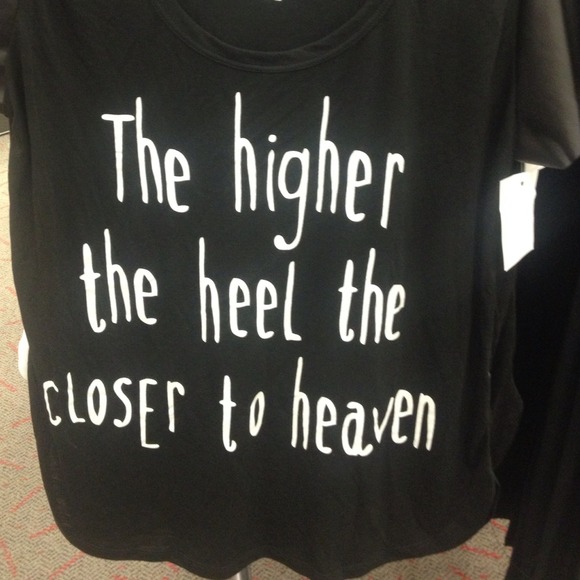 The higher
the heel the
closer to heaven